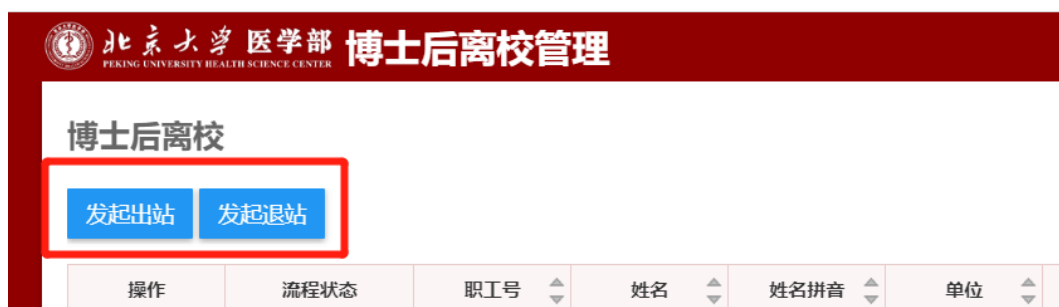 北京大学 医学部 博士后离校管理
PEKING UNIVERSITY HEALTH SCIENCE CENTER
博士后离校
发起出站 发起退站
操作 流程状态 职工号 姓名 姓名拼音 单位